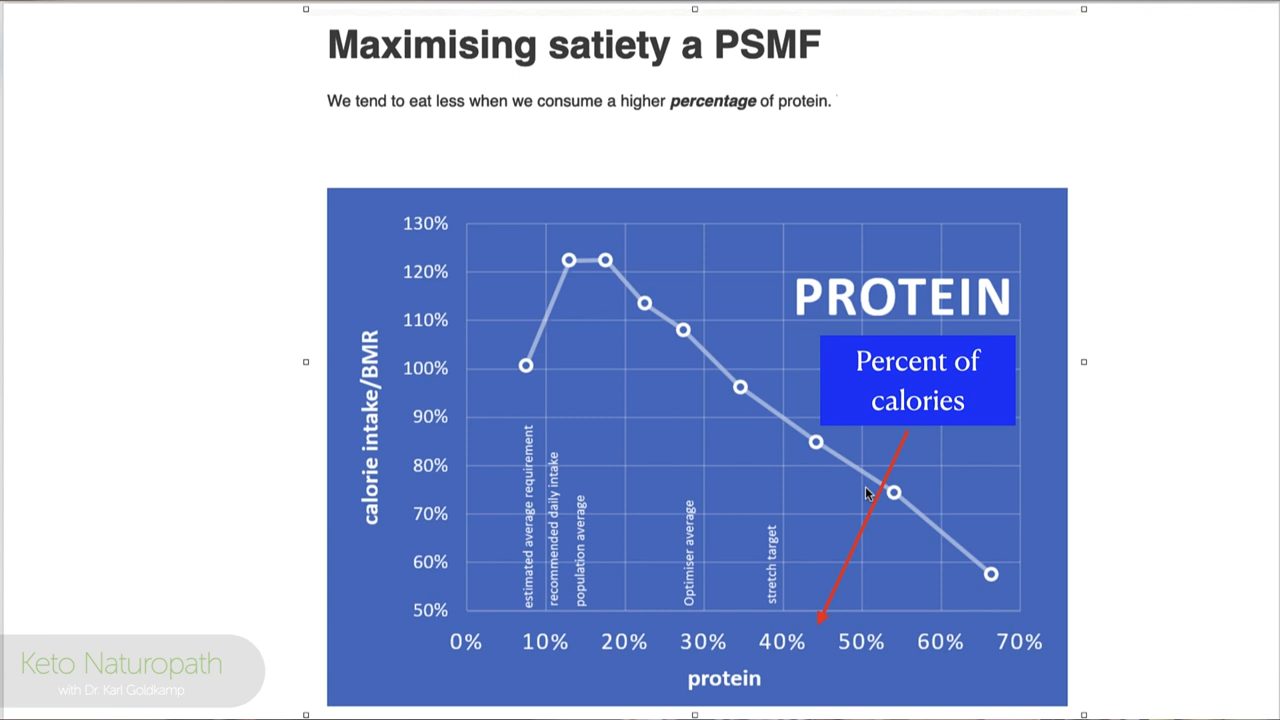 Maximising satiety a PSMF
We tend to eat less when we consume a higher percentage of protein.
130%
120%
110%
100%
90%
80%
70%
60%
50%
calorie intake/BMR
PROTEIN
Percent of
calories
estimated average requirement
recommended daily intake
population average
Optimiser average
stretch target
0%
10%
20%
30%
40%
50%
60%
70%
protein
Keto Naturopath
with Dr. Karl Goldkamp